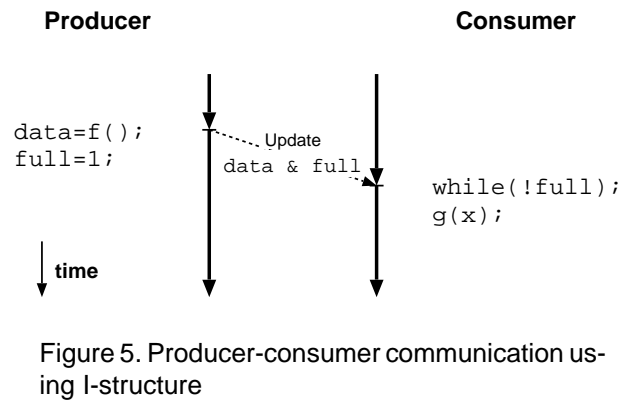 Producer
Consumer
data=f();
full=1;
Update
data & full
while(!full);
g(x);
time
Figure 5. Producer-consumer communication us-
ing I-structure